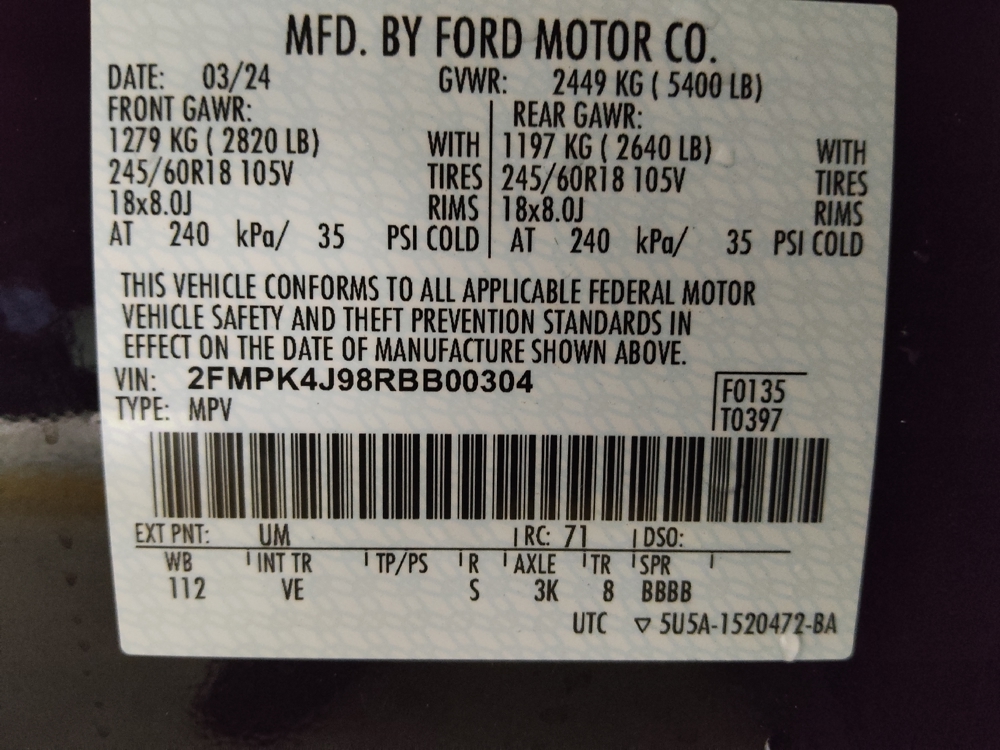 MFD. BY FORD MOTOR CO.
DATE: 03/24 GVWR: 2449 KG ( 5400 LB)
FRONT GAWR: REAR GAWR:
1279 KG ( 2820 LB) WITH 1197 KG ( 2640 LB) WITH
245/60R18 105V TIRES 245/60R18 105V TIRES
18x8.0J RIMS 18x8.0J RIMS
AT 240 kPa/ 35 PSI COLD AT 240 kPa/ 35 PSI COLD
THIS VEHICLE CONFORMS TO ALL APPLICABLE FEDERAL MOTOR
VEHICLE SAFETY AND THEFT PREVENTION STANDARDS IN
EFFECT ON THE DATE OF MANUFACTURE SHOWN ABOVE.
VIN: 2FMPK4J98RBB00304
TYPE: MPV
F0135
T0397
EXT PNT: UM RC: 71 DSO:
WB INT TR TP/PS R AXLE TR SPR
112 VE S 3K 8 BBBB
UTC ▽ 5U5A-1520472-BA